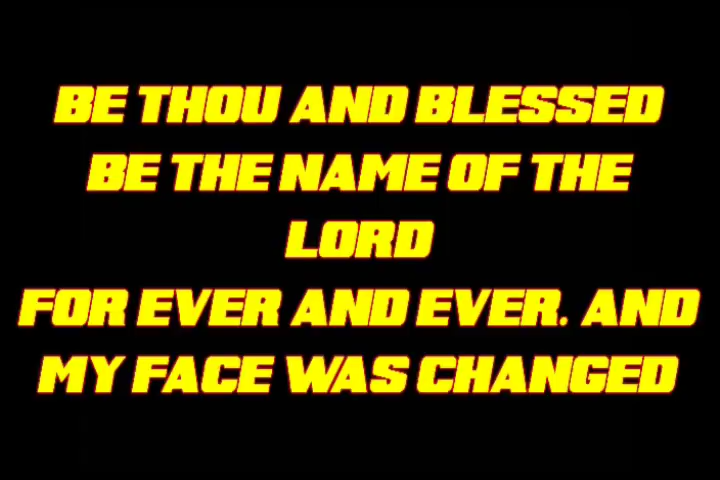 BE THOU AND BLESSED
BE THE NAME OF THE
LORD
FOR EVER AND EVER. AND
MY FACE WAS CHANGED